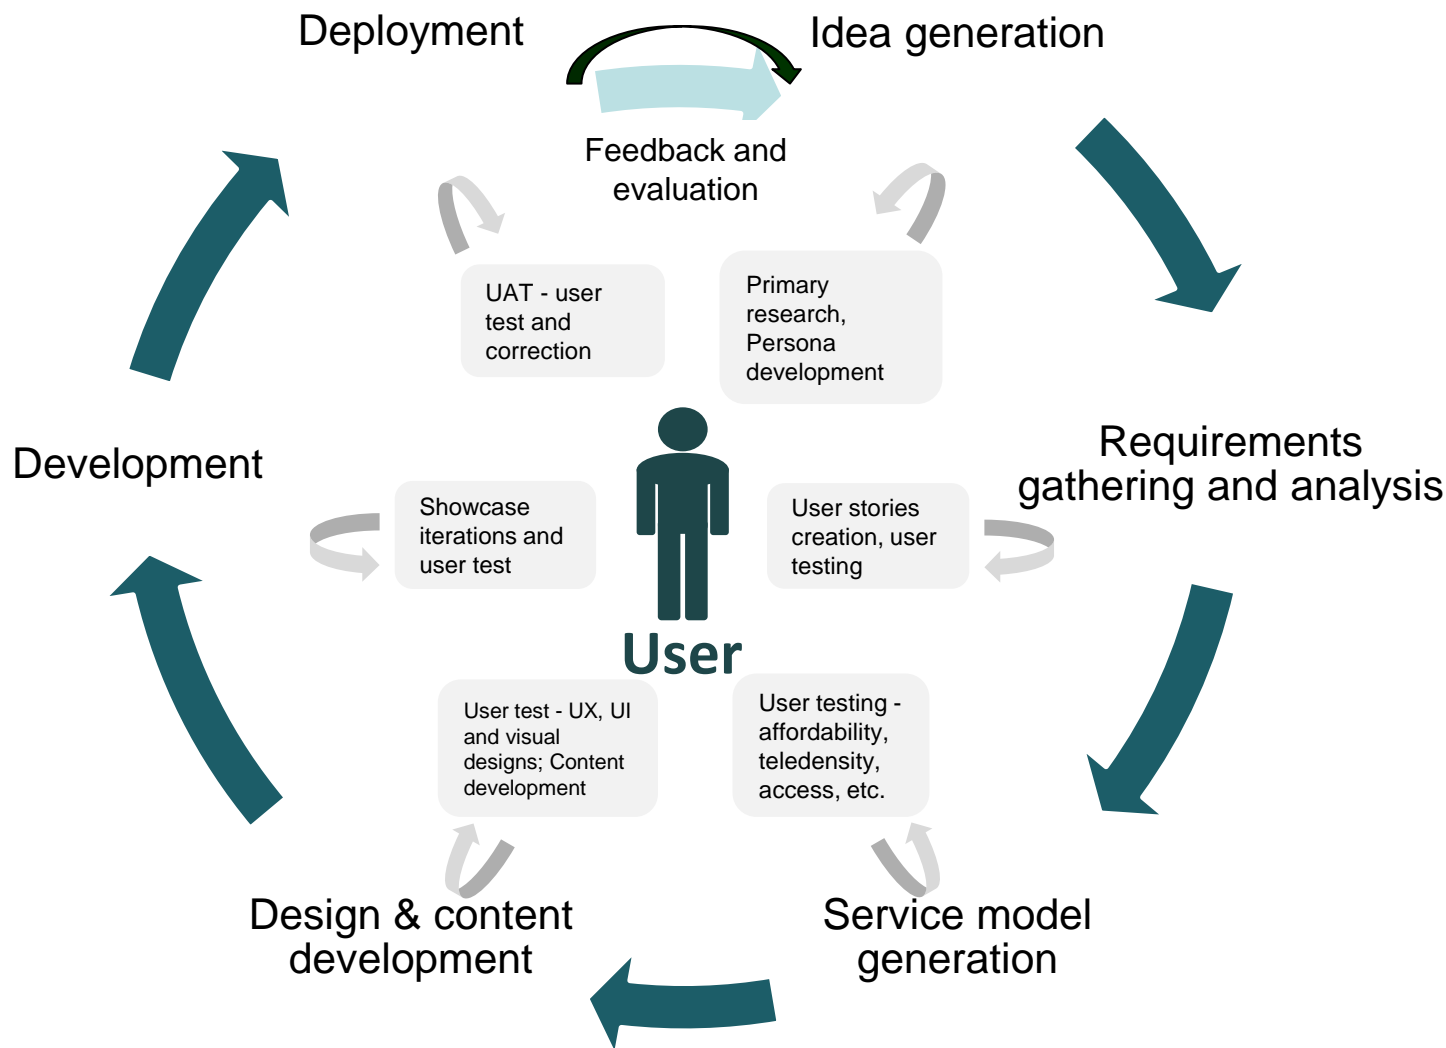 Deployment
Idea generation
Feedback and
evaluation
UAT - user
test and
correction
Primary
research,
Persona
development
Development
Requirements
gathering and analysis
Showcase
iterations and
user test
User stories
creation, user
testing
User
User test - UX, UI
and visual
designs; Content
development
User testing -
affordability,
teledensity,
access, etc.
Design & content
development
Service model
generation